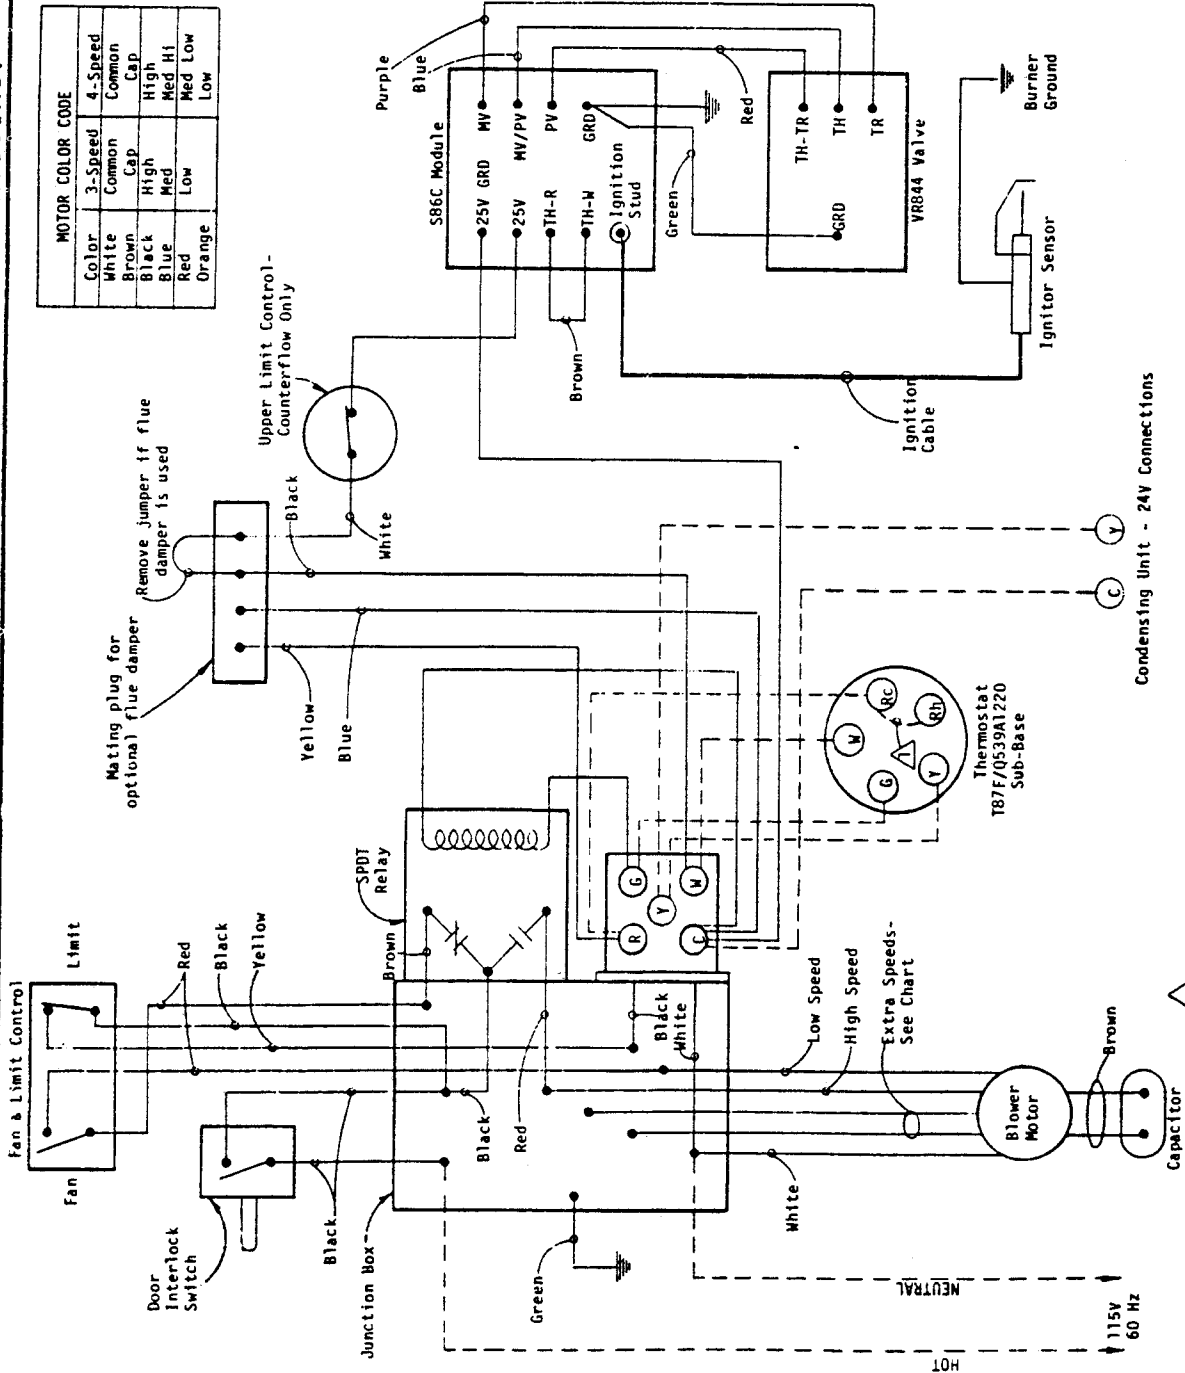 MOTOR COLOR CODE
Color 3-Speed 4-Speed
White Common Common
Brown Cap Cap
Black High High
Blue Med Med Hi
Red Low Med Low
Orange Low
Purple
Blue
S86C Module
25V GRD
25V
TH-R
TH-W
Ignition
Stud
MV
MV/PV
PV
GRD
Green
Red
VR844 Valve
TH-TR
TH
TR
GRD
Burner
Ground
Ignitor Sensor
Ignition
Cable
Brown
Upper Limit Control-
Counterflow Only
Remove jumper if flue
damper is used
Mating plug for
optional flue damper
Black
White
Yellow
Blue
Condensing Unit - 24V Connections
C
Y
Thermostat
T87F/Q539A1220
Sub-Base
Rc
Rh
W
G
Y
1
SPDT
Relay
Brown
G
W
Y
R
C
Fan & Limit Control
Limit
Fan
Red
Black
Yellow
Door
Interlock
Switch
Black
Junction Box
Black
Red
Black
White
Green
Low Speed
High Speed
Extra Speeds-
See Chart
White
Blower
Motor
Brown
Capacitor
NEUTRAL
HOT
115V
60 Hz